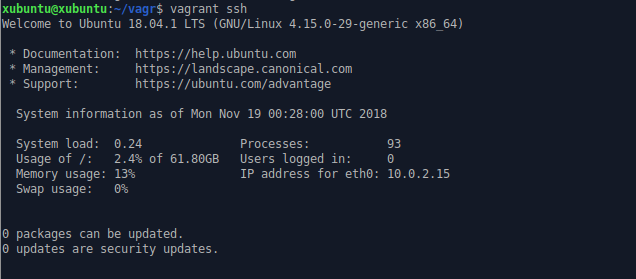 xubuntu@xubuntu:~/vagr$ vagrant ssh
Welcome to Ubuntu 18.04.1 LTS (GNU/Linux 4.15.0-29-generic x86_64)

 * Documentation:  https://help.ubuntu.com
 * Management:     https://landscape.canonical.com
 * Support:        https://ubuntu.com/advantage

  System information as of Mon Nov 19 00:28:00 UTC 2018

  System load:  0.24              Processes:           93
  Usage of /:   2.4% of 61.80GB   Users logged in:     0
  Memory usage: 13%               IP address for eth0: 10.0.2.15
  Swap usage:   0%


0 packages can be updated.
0 updates are security updates.